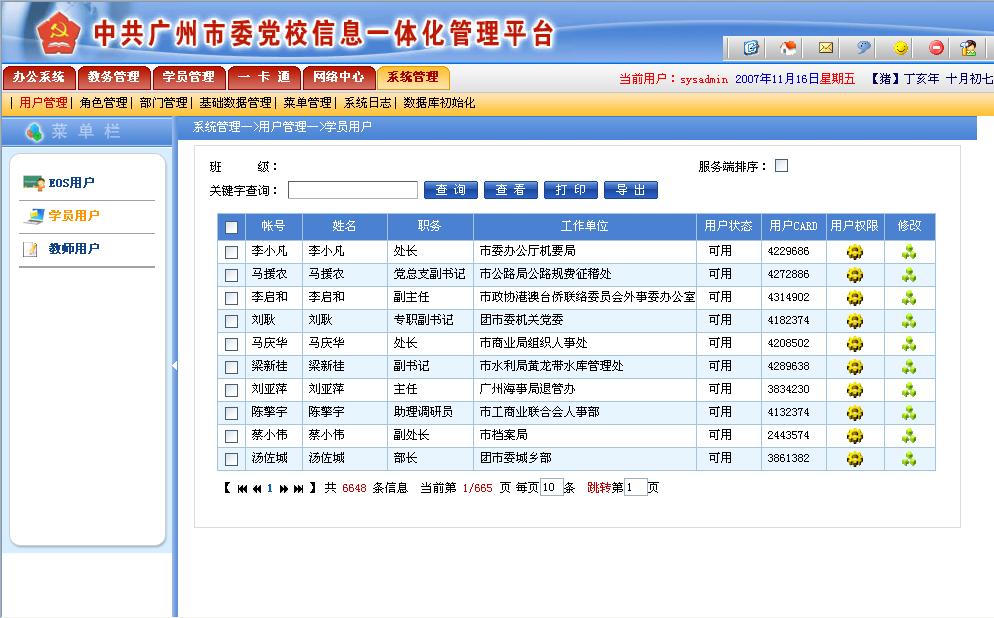 中共广州市委党校信息一体化管理平台
办公系统 教务管理 学员管理 一卡通 网络中心 系统管理
当前用户：sysadmin 2007年11月16日星期五 【猪】丁亥年 十月初七
| 用户管理| 角色管理| 部门管理| 基础数据管理| 菜单管理| 系统日志| 数据库初始化
菜单栏
系统管理—>用户管理—>学员用户
EOS用户
学员用户
教师用户
班 级：
服务端排序：
关键字查询： 查询 查看 打印 导出
帐号 姓名 职务 工作单位 用户状态 用户CARD 用户权限 修改
李小凡 李小凡 处长 市委办公厅机要局 可用 4229686
马援农 马援农 党总支副书记 市公路局公路规费征稽处 可用 4272886
李启和 李启和 副主任 市政协港澳台侨联络委员会外事委办公室 可用 4314902
刘耿 刘耿 专职副书记 团市委机关党委 可用 4182374
马庆华 马庆华 处长 市商业局组织人事处 可用 4208502
梁新桂 梁新桂 副书记 市水利局黄龙带水库管理处 可用 4289638
刘亚萍 刘亚萍 主任 广州海事局退管办 可用 3834230
陈擎宇 陈擎宇 助理调研员 市工商业联合会人事部 可用 4132374
蔡小伟 蔡小伟 副处长 市档案局 可用 2443574
汤佐城 汤佐城 部长 团市委城乡部 可用 3861382
【 1 】 共 6648 条信息 当前第 1/665 页 每页10条 跳转第1页